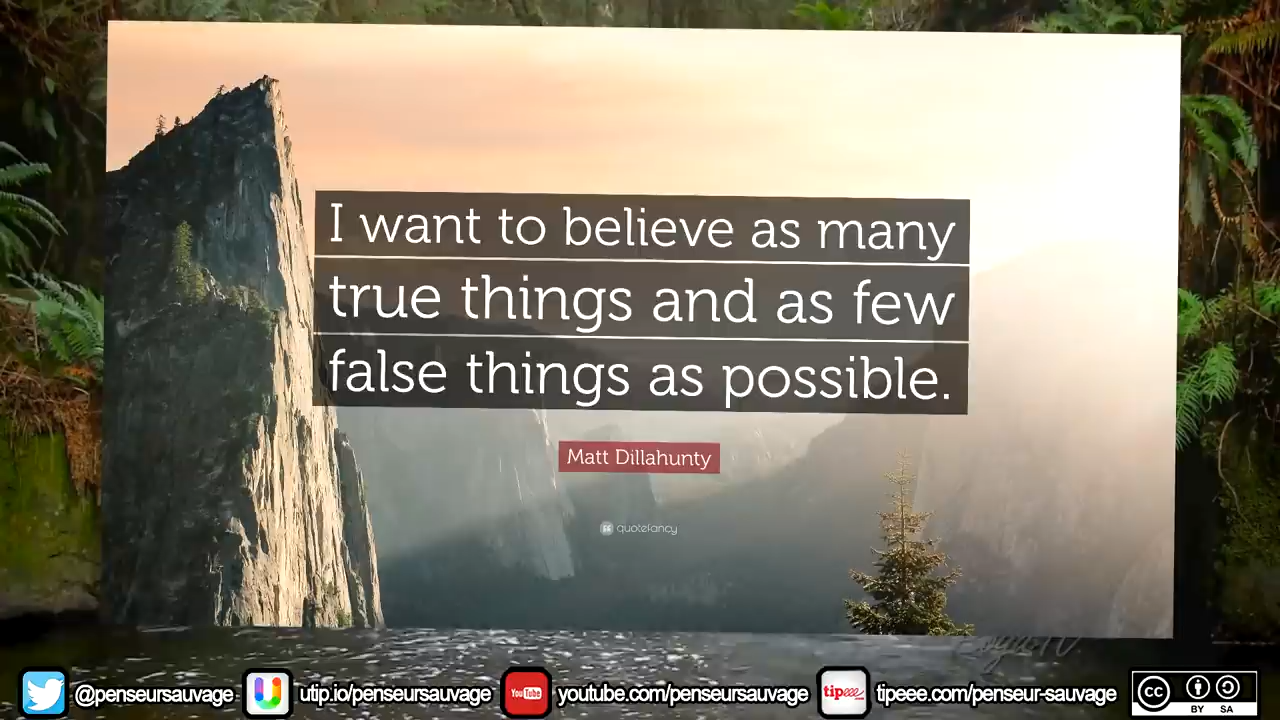 I want to believe as many
true things and as few
false things as possible.
Matt Dillahunty
quotefancy
@penseursauvage
utip.io/penseursauvage
YouTube
youtube.com/penseursauvage
tipeee
tipeee.com/penseur-sauvage
cc
BY SA